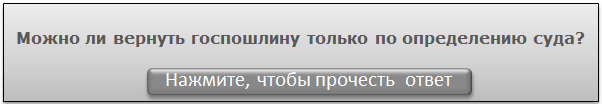 Можно ли вернуть госпошлину только по определению суда?
Нажмите, чтобы прочесть ответ